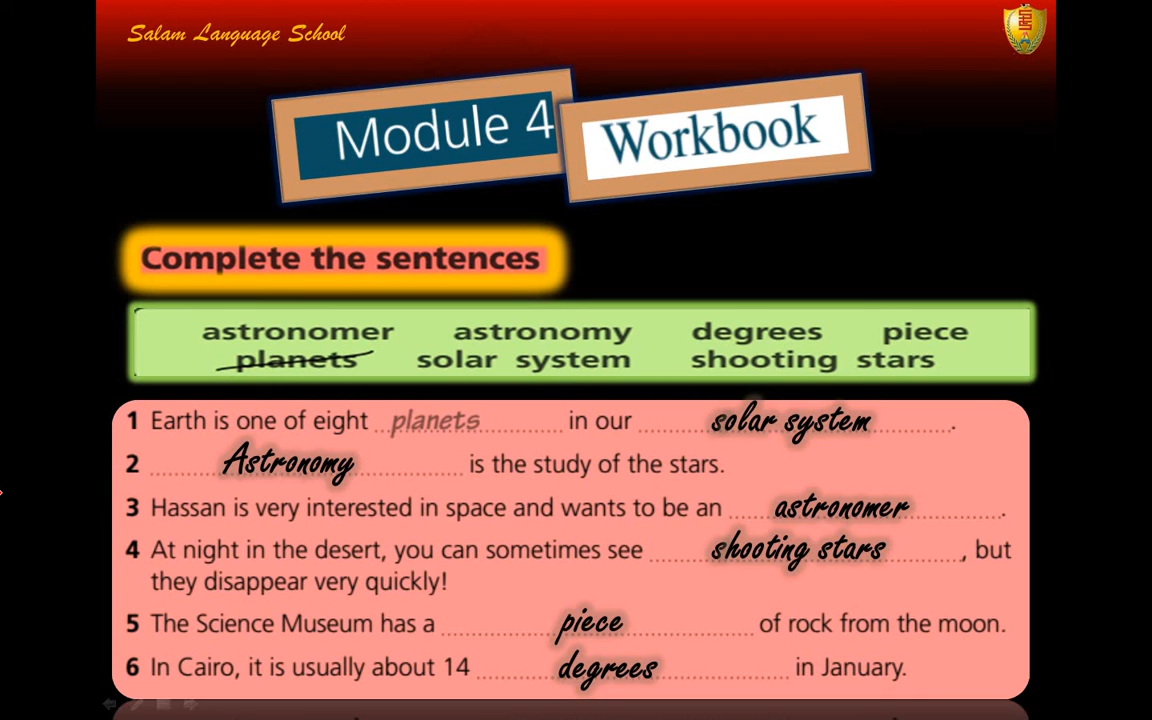 Salam Language School
Module 4
Workbook
Complete the sentences
astronomer astronomy degrees piece
planets solar system shooting stars
1 Earth is one of eight planets in our solar system.
2 Astronomy is the study of the stars.
3 Hassan is very interested in space and wants to be an astronomer.
4 At night in the desert, you can sometimes see shooting stars, but
they disappear very quickly!
5 The Science Museum has a piece of rock from the moon.
6 In Cairo, it is usually about 14 degrees in January.